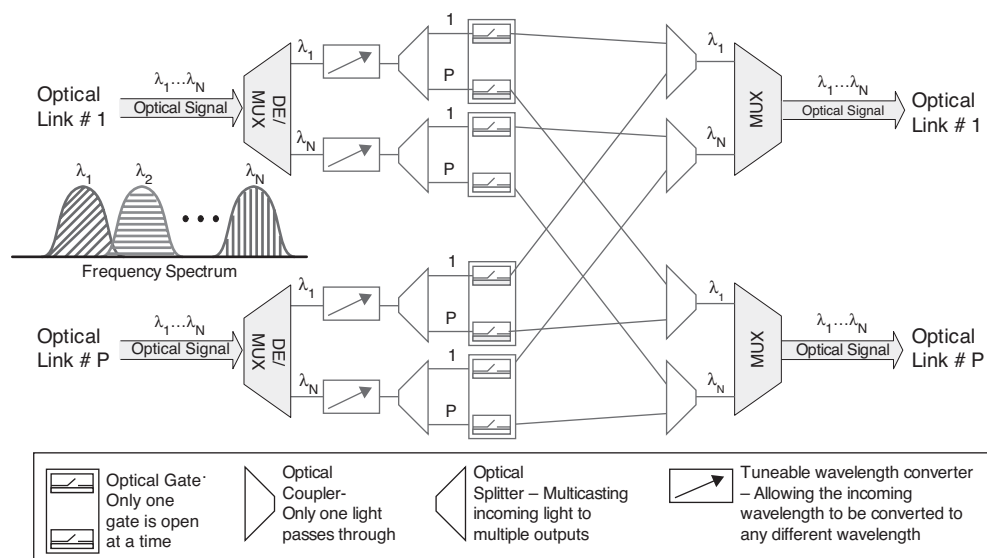 λ1...λN
Optical Link # 1
Optical Signal
DE/MUX
λ1
λN
1
P
1
P
λ1
λN
MUX
λ1...λN
Optical Signal
Optical Link # 1
λ1
λ2
λN
Frequency Spectrum
λ1...λN
Optical Link # P
Optical Signal
DE/MUX
λ1
λN
1
P
1
P
λ1
λN
MUX
λ1...λN
Optical Signal
Optical Link # P
Optical Gate·
Only one
gate is open
at a time
Optical
Coupler-
Only one light
passes through
Optical
Splitter – Multicasting
incoming light to
multiple outputs
Tuneable wavelength converter
– Allowing the incoming
wavelength to be converted to
any different wavelength